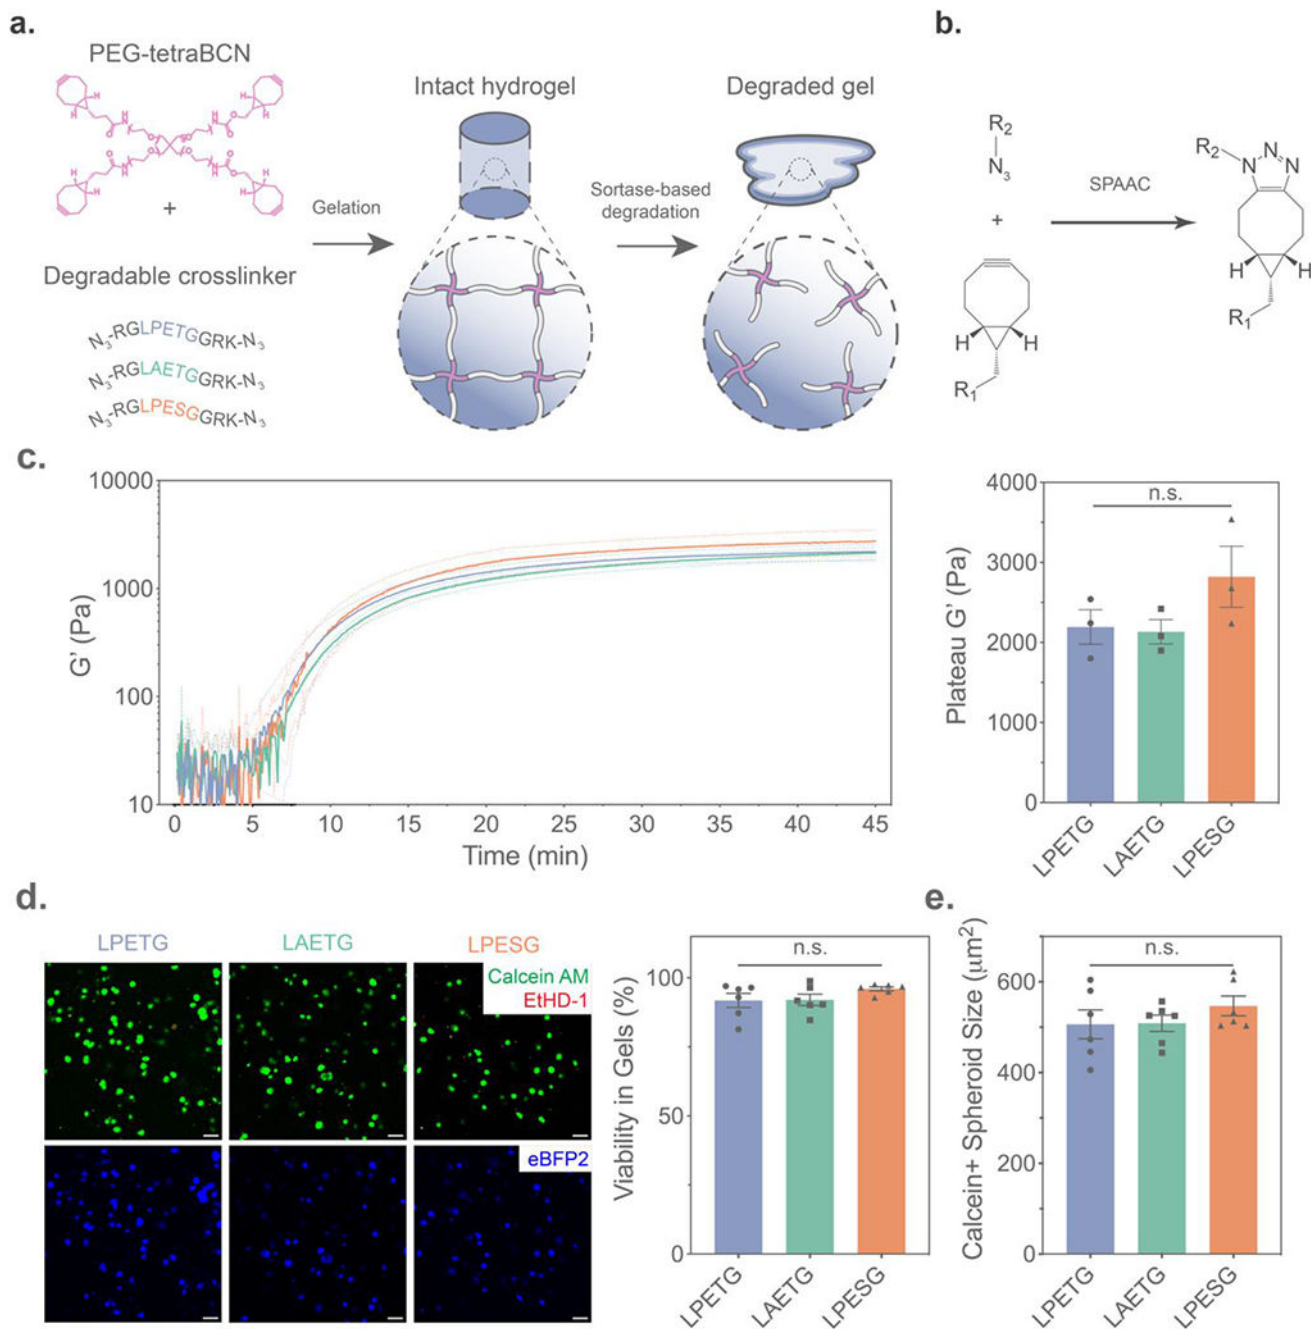 a.
PEG-tetraBCN
H
H
N
H
O
O
O
O
N
H
O
O
H
H
H
H
O
N
H
O
O
N
H
O
O
H
H
+
Degradable crosslinker
N3-RGLPETGGRK-N3
N3-RGLAETGGRK-N3
N3-RGLPESGGRK-N3
Gelation
Intact hydrogel
Sortase-based
degradation
Degraded gel
b.
R2
N3
+
H
H
R1
SPAAC
R2
N
N
N
H
H
R1
c.
G' (Pa)
10000
1000
100
10
0 5 10 15 20 25 30 35 40 45
Time (min)
Plateau G' (Pa)
4000
3000
2000
1000
0
n.s.
LPETG
LAETG
LPESG
d.
LPETG
LAETG
LPESG
Calcein AM
EtHD-1
eBFP2
Viability in Gels (%)
100
50
0
n.s.
LPETG
LAETG
LPESG
e.
Calcein+ Spheroid Size (μm²)
600
400
200
0
n.s.
LPETG
LAETG
LPESG